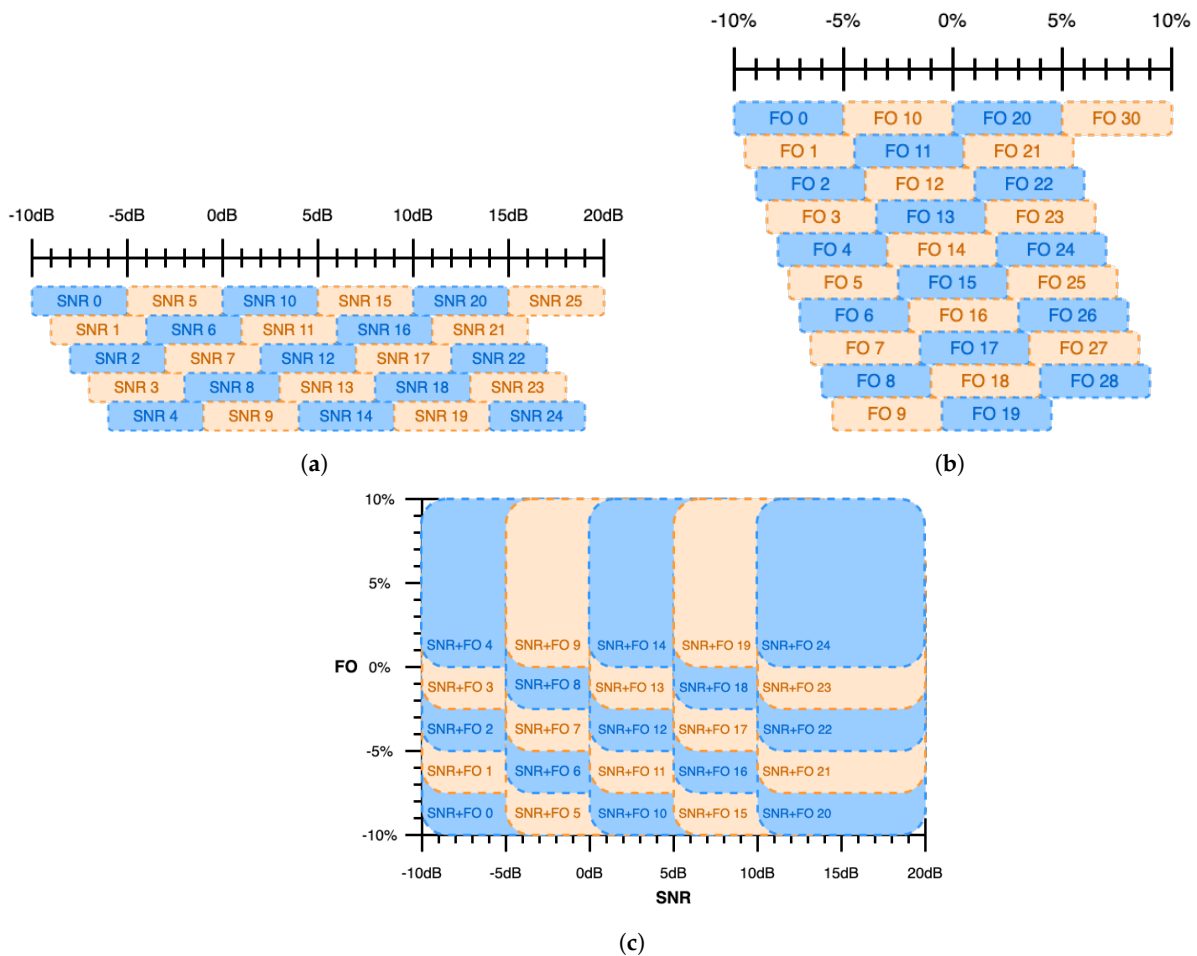 -10% -5% 0% 5% 10%
FO 0 FO 10 FO 20 FO 30
FO 1 FO 11 FO 21
FO 2 FO 12 FO 22
FO 3 FO 13 FO 23
FO 4 FO 14 FO 24
FO 5 FO 15 FO 25
FO 6 FO 16 FO 26
FO 7 FO 17 FO 27
FO 8 FO 18 FO 28
FO 9 FO 19
-10dB -5dB 0dB 5dB 10dB 15dB 20dB
SNR 0 SNR 5 SNR 10 SNR 15 SNR 20 SNR 25
SNR 1 SNR 6 SNR 11 SNR 16 SNR 21
SNR 2 SNR 7 SNR 12 SNR 17 SNR 22
SNR 3 SNR 8 SNR 13 SNR 18 SNR 23
SNR 4 SNR 9 SNR 14 SNR 19 SNR 24
(a) (b)
10%
5%
SNR+FO 4 SNR+FO 9 SNR+FO 14 SNR+FO 19 SNR+FO 24
FO 0%
SNR+FO 3 SNR+FO 8 SNR+FO 13 SNR+FO 18 SNR+FO 23
SNR+FO 2 SNR+FO 7 SNR+FO 12 SNR+FO 17 SNR+FO 22
-5%
SNR+FO 1 SNR+FO 6 SNR+FO 11 SNR+FO 16 SNR+FO 21
SNR+FO 0 SNR+FO 5 SNR+FO 10 SNR+FO 15 SNR+FO 20
-10%
-10dB -5dB 0dB 5dB 10dB 15dB 20dB
SNR
(c)